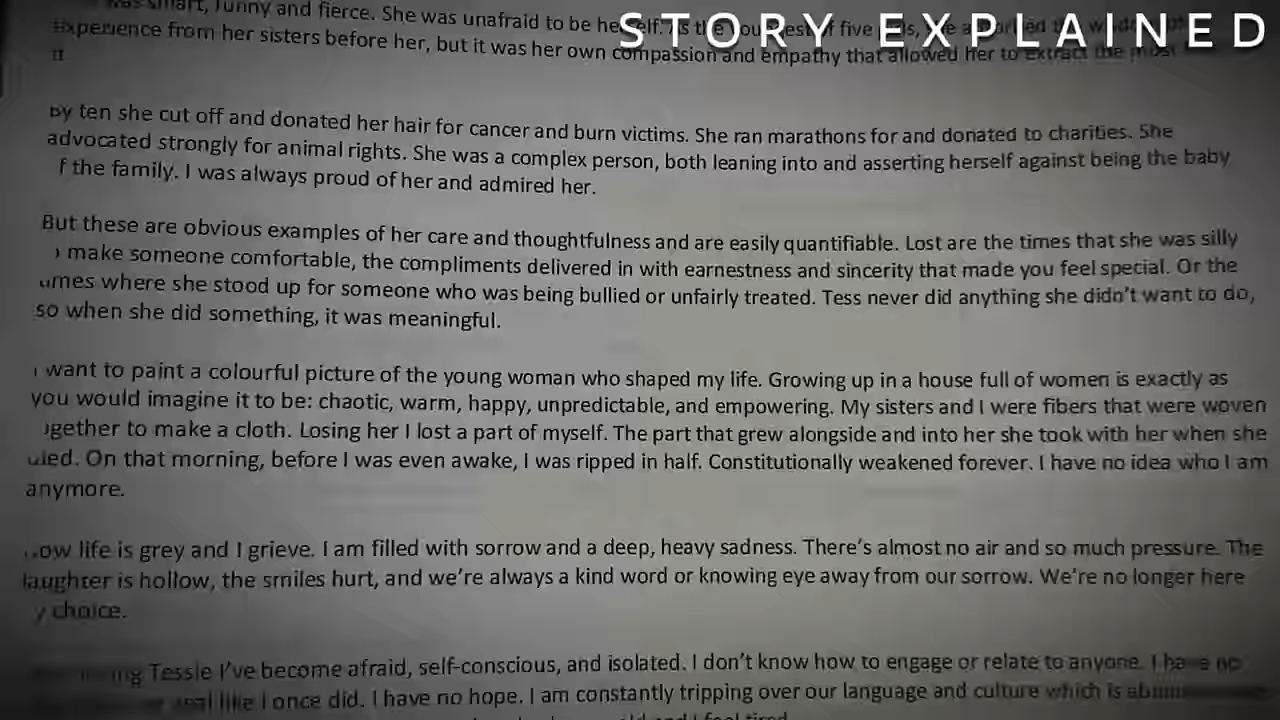 STORY EXPLAINED
smart, funny and fierce. She was unafraid to be herself. As the youngest of five
experience from her sisters before her, but it was her own compassion and empathy that allowed her to extract the most
it
By ten she cut off and donated her hair for cancer and burn victims. She ran marathons for and donated to charities. She
advocated strongly for animal rights. She was a complex person, both leaning into and asserting herself against being the baby
f the family. I was always proud of her and admired her.
But these are obvious examples of her care and thoughtfulness and are easily quantifiable. Lost are the times that she was silly
make someone comfortable, the compliments delivered in with earnestness and sincerity that made you feel special. Or the
times where she stood up for someone who was being bullied or unfairly treated. Tess never did anything she didn't want to do,
so when she did something, it was meaningful.
I want to paint a colourful picture of the young woman who shaped my life. Growing up in a house full of women is exactly as
you would imagine it to be: chaotic, warm, happy, unpredictable, and empowering. My sisters and I were fibers that were woven
ogether to make a cloth. Losing her I lost a part of myself. The part that grew alongside and into her she took with her when she
died. On that morning, before I was even awake, I was ripped in half. Constitutionally weakened forever. I have no idea who I am
anymore.
ow life is grey and I grieve. I am filled with sorrow and a deep, heavy sadness. There's almost no air and so much pressure. The
laughter is hollow, the smiles hurt, and we're always a kind word or knowing eye away from our sorrow. We're no longer here
y choice.
Tessie I've become afraid, self-conscious, and isolated. I don't know how to engage or relate to anyone. I have no
like I once did. I have no hope. I am constantly tripping over our language and culture which is
and I feel tired